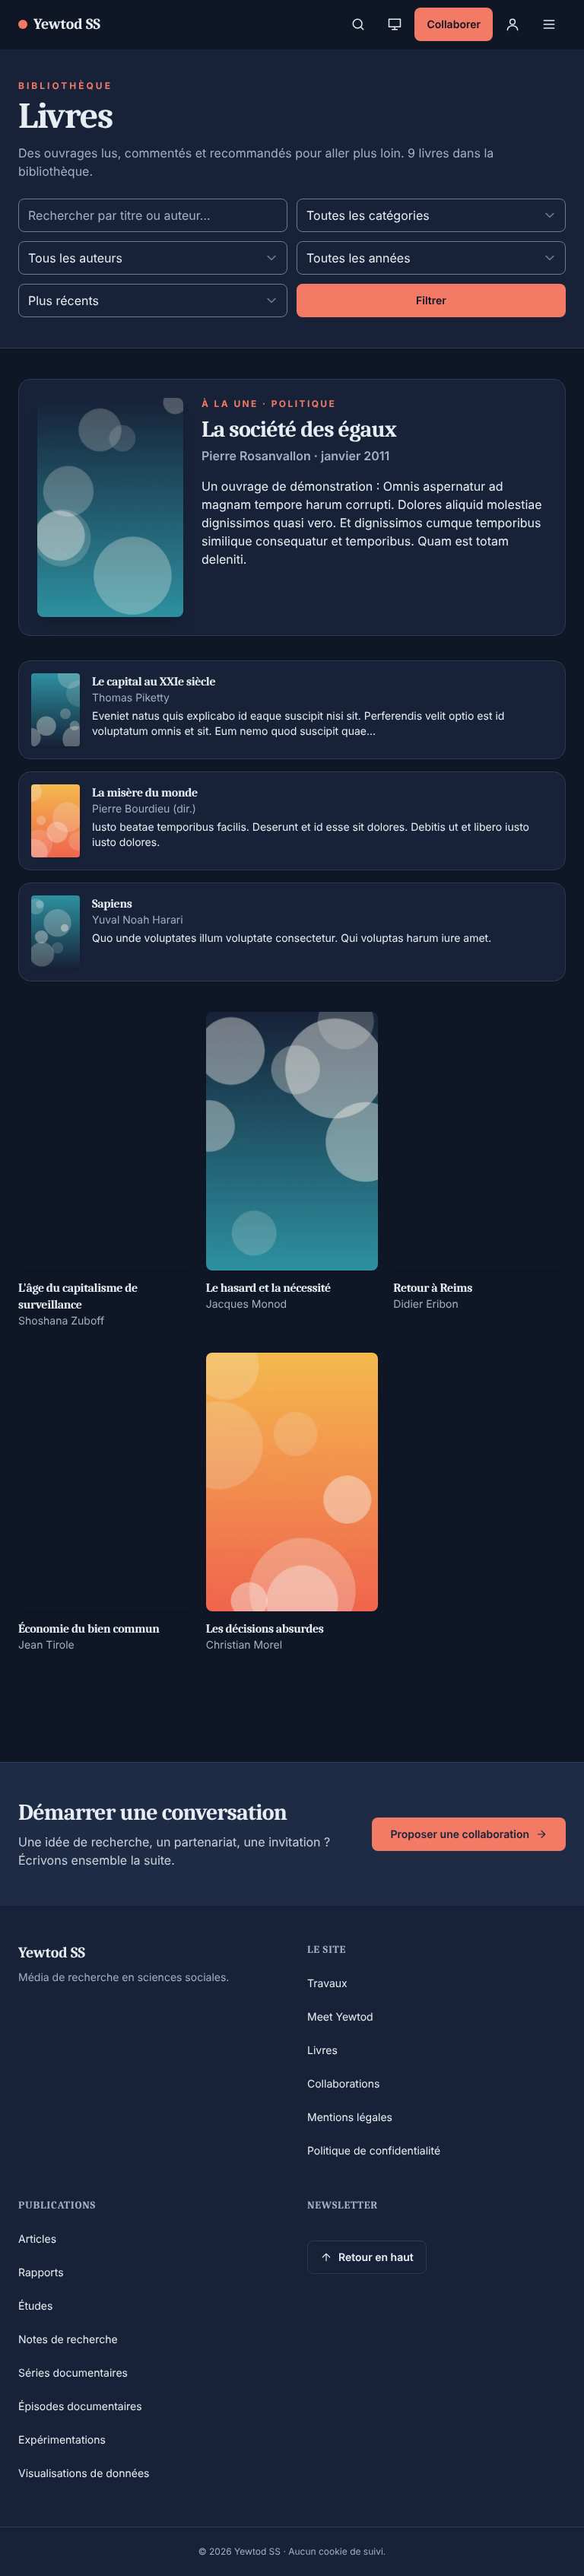 Yewtod SS
Collaborer
BIBLIOTHÈQUE
Livres
Des ouvrages lus, commentés et recommandés pour aller plus loin. 9 livres dans la
bibliothèque.
Rechercher par titre ou auteur…
Toutes les catégories
Tous les auteurs
Toutes les années
Plus récents
Filtrer
À LA UNE · POLITIQUE
La société des égaux
Pierre Rosanvallon · janvier 2011
Un ouvrage de démonstration : Omnis aspernatur ad
magnam tempore harum corrupti. Dolores aliquid molestiae
dignissimos quasi vero. Et dignissimos cumque temporibus
similique consequatur et temporibus. Quam est totam
deleniti.
Le capital au XXIe siècle
Thomas Piketty
Eveniet natus quis explicabo id eaque suscipit nisi sit. Perferendis velit optio est id
voluptatum omnis et sit. Eum nemo quod suscipit quae…
La misère du monde
Pierre Bourdieu (dir.)
Iusto beatae temporibus facilis. Deserunt et id esse sit dolores. Debitis ut et libero iusto
iusto dolores.
Sapiens
Yuval Noah Harari
Quo unde voluptates illum voluptate consectetur. Qui voluptas harum iure amet.
L'âge du capitalisme de
surveillance
Shoshana Zuboff
Le hasard et la nécessité
Jacques Monod
Retour à Reims
Didier Eribon
Économie du bien commun
Jean Tirole
Les décisions absurdes
Christian Morel
Démarrer une conversation
Une idée de recherche, un partenariat, une invitation ?
Écrivons ensemble la suite.
Proposer une collaboration
Yewtod SS
Média de recherche en sciences sociales.
LE SITE
Travaux
Meet Yewtod
Livres
Collaborations
Mentions légales
Politique de confidentialité
PUBLICATIONS
Articles
Rapports
Études
Notes de recherche
Séries documentaires
Épisodes documentaires
Expérimentations
Visualisations de données
NEWSLETTER
Retour en haut
© 2026 Yewtod SS · Aucun cookie de suivi.